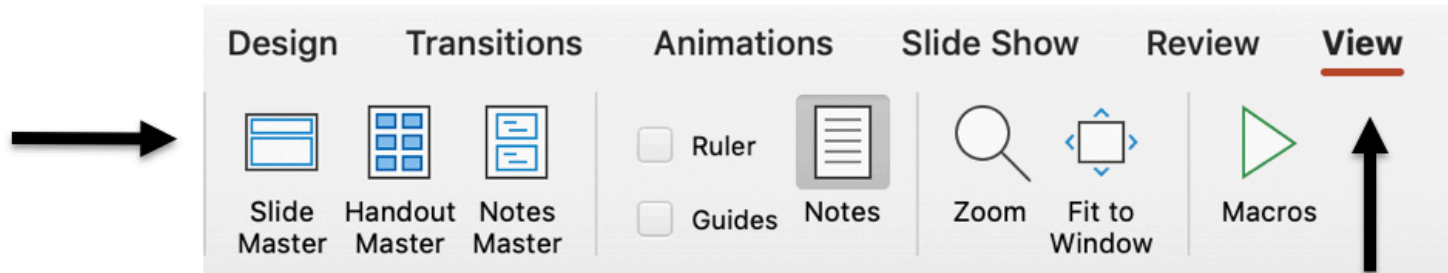 Design Transitions Animations Slide Show Review View
Ruler
Guides
Slide Master
Handout Master
Notes Master
Notes
Zoom
Fit to Window
Macros